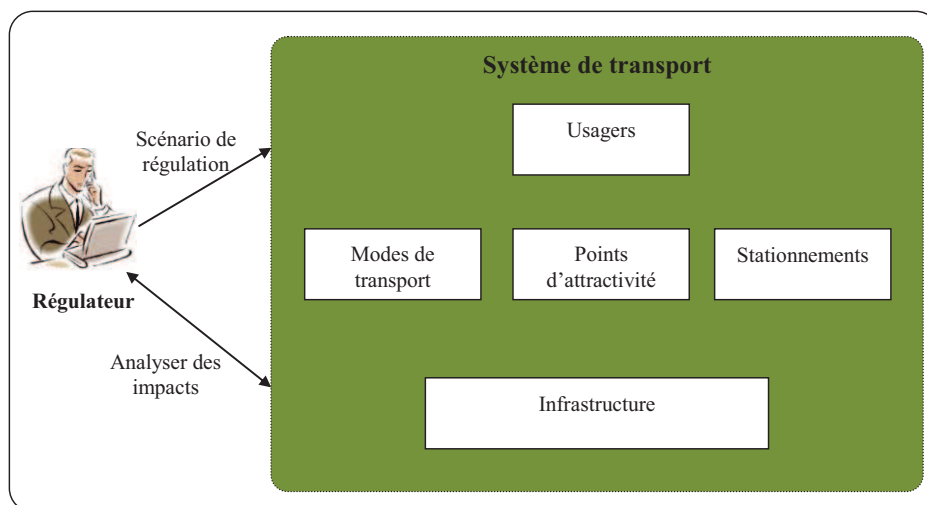 Système de transport
Usagers
Scénario de
régulation
Modes de
transport
Points
d'attractivité
Stationnements
Régulateur
Analyser des
impacts
Infrastructure